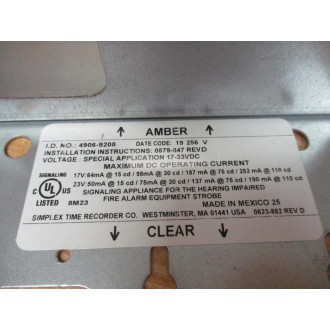 ↑ AMBER ↑
I.D. NO.: 4906-9208 DATE CODE: 19 256 V
INSTALLATION INSTRUCTIONS: 0579-047 REVD
VOLTAGE: SPECIAL APPLICATION 17-33VDC
MAXIMUM DC OPERATING CURRENT
SIGNALING 17V:64mA @ 15 cd / 98mA @ 30 cd / 187 mA @ 75 cd / 253 mA @ 110 cd
23V:50mA @ 15 cd / 75mA @ 30 cd / 137 mA @ 75 cd / 190 mA @ 110 cd
C UL US LISTED
SIGNALING APPLIANCE FOR THE HEARING IMPAIRED
8M23 FIRE ALARM EQUIPMENT STROBE
MADE IN MEXICO 25
SIMPLEX TIME RECORDER CO. WESTMINSTER, MA 01441 USA 0623-882 REV D
↓ CLEAR ↓